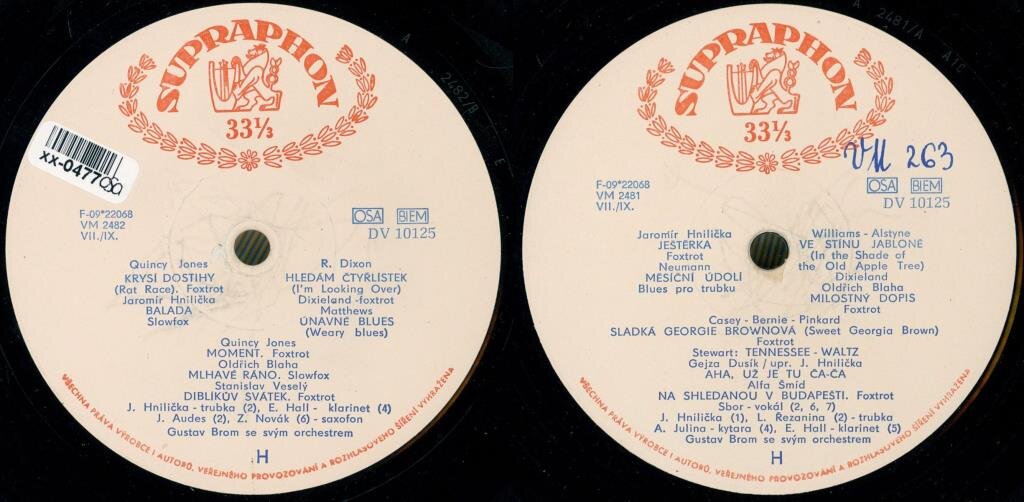 SUPRAPHON
33⅓
A
2482/B
E
xx-0477
OSA
F-09*22068
VM 2482
VII./IX.
OSA BIEM
DV 10125
Quincy Jones
KRYSÍ DOSTIHY
(Rat Race). Foxtrot
Jaromír Hnilička
BALADA
Slowfox
R. Dixon
HLEDÁM ČTYŘLÍSTEK
(I'm Looking Over)
Dixieland-foxtrot
Matthews
ÚNAVNÉ BLUES
(Weary blues)
Quincy Jones
MOMENT. Foxtrot
Oldřich Blaha
MLHAVÉ RÁNO. Slowfox
Stanislav Veselý
DIBLIKŮV SVÁTEK. Foxtrot
J. Hnilička - trubka (2), E. Hall - klarinet (4)
J. Audes (2), Z. Novák (6) - saxofon
Gustav Brom se svým orchestrem
H
VŠECHNA PRÁVA VÝROBCE I AUTORŮ, VEŘEJNÉHO PROVOZOVÁNÍ A ROZHLASOVÉHO ŠÍŘENÍ VYHRAŽENA
SUPRAPHON
33⅓
A 2481/A A1C
VM 263
F-09*22068
VM 2481
VII./IX.
OSA BIEM
DV 10125
Jaromír Hnilička
JEŠTĚRKA
Foxtrot
Neumann
MĚSÍČNÍ ÚDOLÍ
Blues pro trubku
Williams - Alstyne
VE STÍNU JABLONĚ
(In the Shade of
the Old Apple Tree)
Dixieland
Oldřich Blaha
MILOSTNÝ DOPIS
Foxtrot
Casey - Bernie - Pinkard
SLADKÁ GEORGIE BROWNOVÁ (Sweet Georgia Brown)
Foxtrot
Stewart: TENNESSEE - WALTZ
Gejza Dusík / upr. J. Hnilička
AHA, UŽ JE TU ČA-ČA
Alfa Šmíd
NA SHLEDANOU V BUDAPESTI. Foxtrot
Sbor - vokál (2, 6, 7)
J. Hnilička (1), L. Řezanina (2) - trubka
A. Julina - kytara (4), E. Hall - klarinet (5)
Gustav Brom se svým orchestrem
H
VŠECHNA PRÁVA VÝROBCE I AUTORŮ, VEŘEJNÉHO PROVOZOVÁNÍ A ROZHLASOVÉHO ŠÍŘENÍ VYHRAŽENA